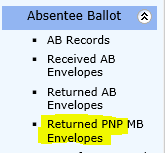 Absentee Ballot
AB Records
Received AB
Envelopes
Returned AB
Envelopes
Returned PNP MB
Envelopes